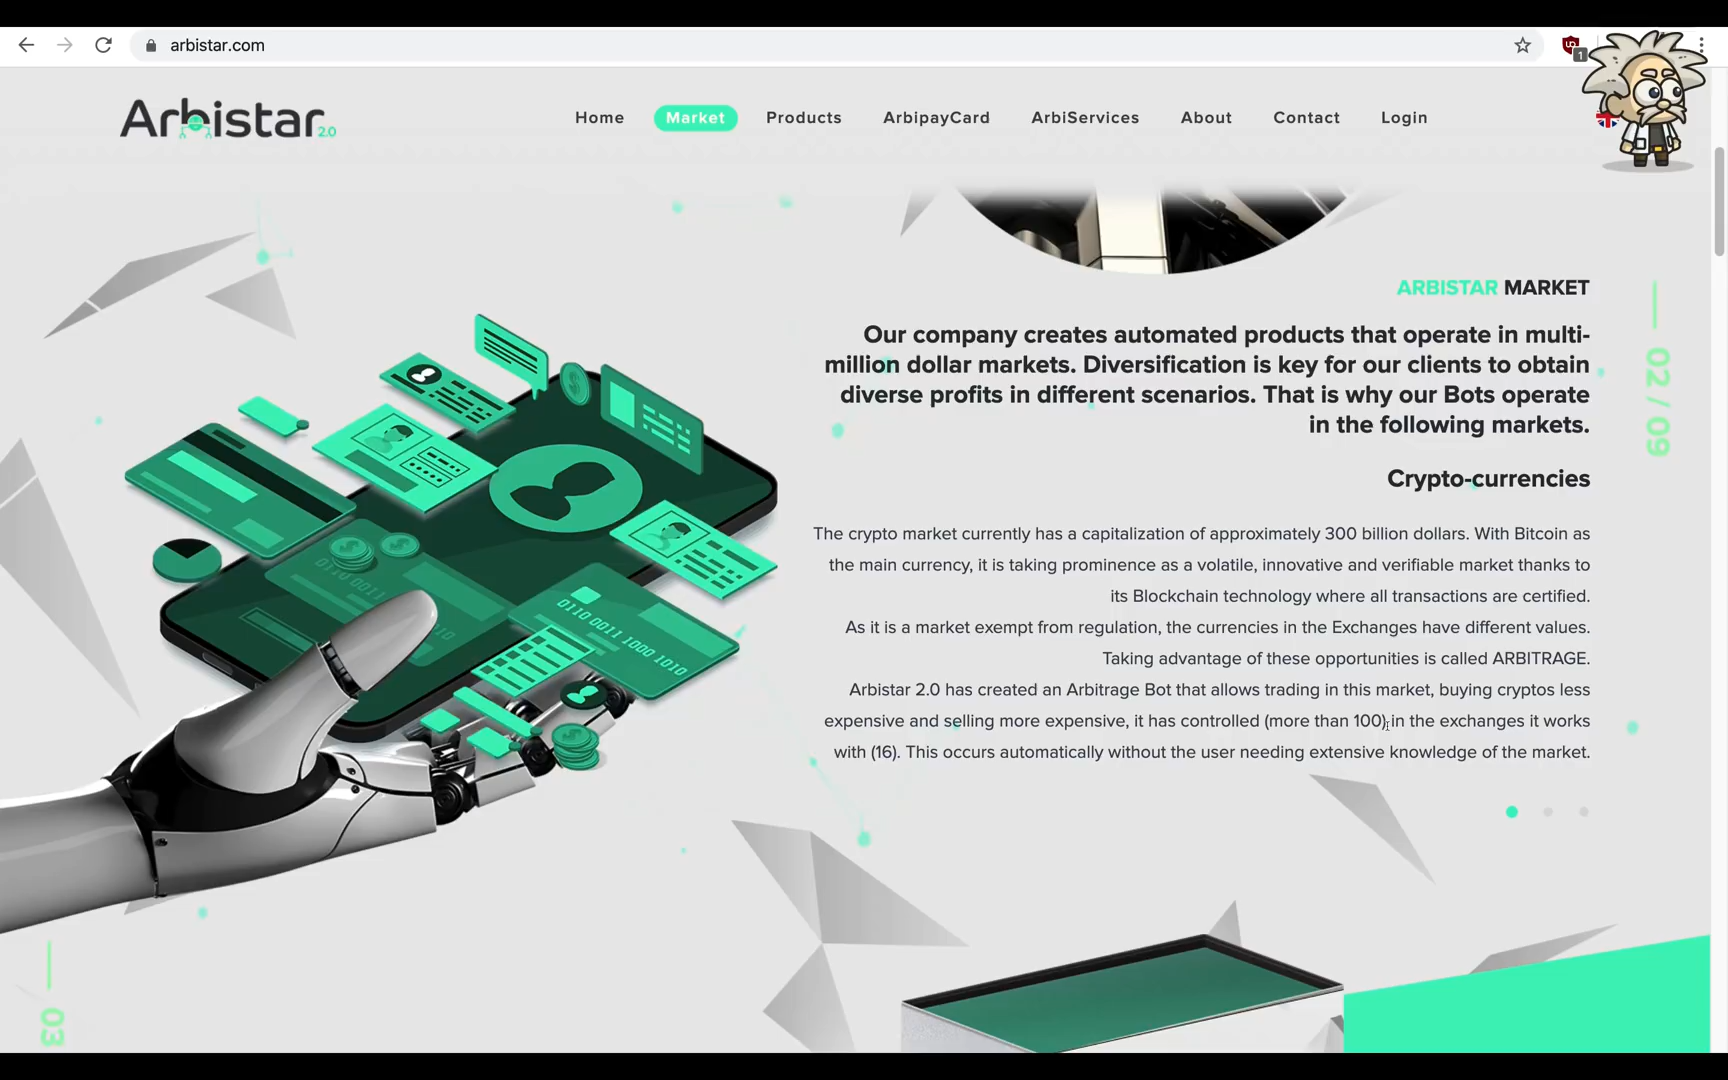 arbistar.com
1
Arbistar 2.0
Home Market Products ArbipayCard ArbiServices About Contact Login
ARBISTAR MARKET
Our company creates automated products that operate in multi-
million dollar markets. Diversification is key for our clients to obtain
diverse profits in different scenarios. That is why our Bots operate
in the following markets.
02 / 09
Crypto-currencies
The crypto market currently has a capitalization of approximately 300 billion dollars. With Bitcoin as
the main currency, it is taking prominence as a volatile, innovative and verifiable market thanks to
its Blockchain technology where all transactions are certified.
As it is a market exempt from regulation, the currencies in the Exchanges have different values.
Taking advantage of these opportunities is called ARBITRAGE.
Arbistar 2.0 has created an Arbitrage Bot that allows trading in this market, buying cryptos less
expensive and selling more expensive, it has controlled (more than 100) in the exchanges it works
with (16). This occurs automatically without the user needing extensive knowledge of the market.
0110 0011 1000 1010
03